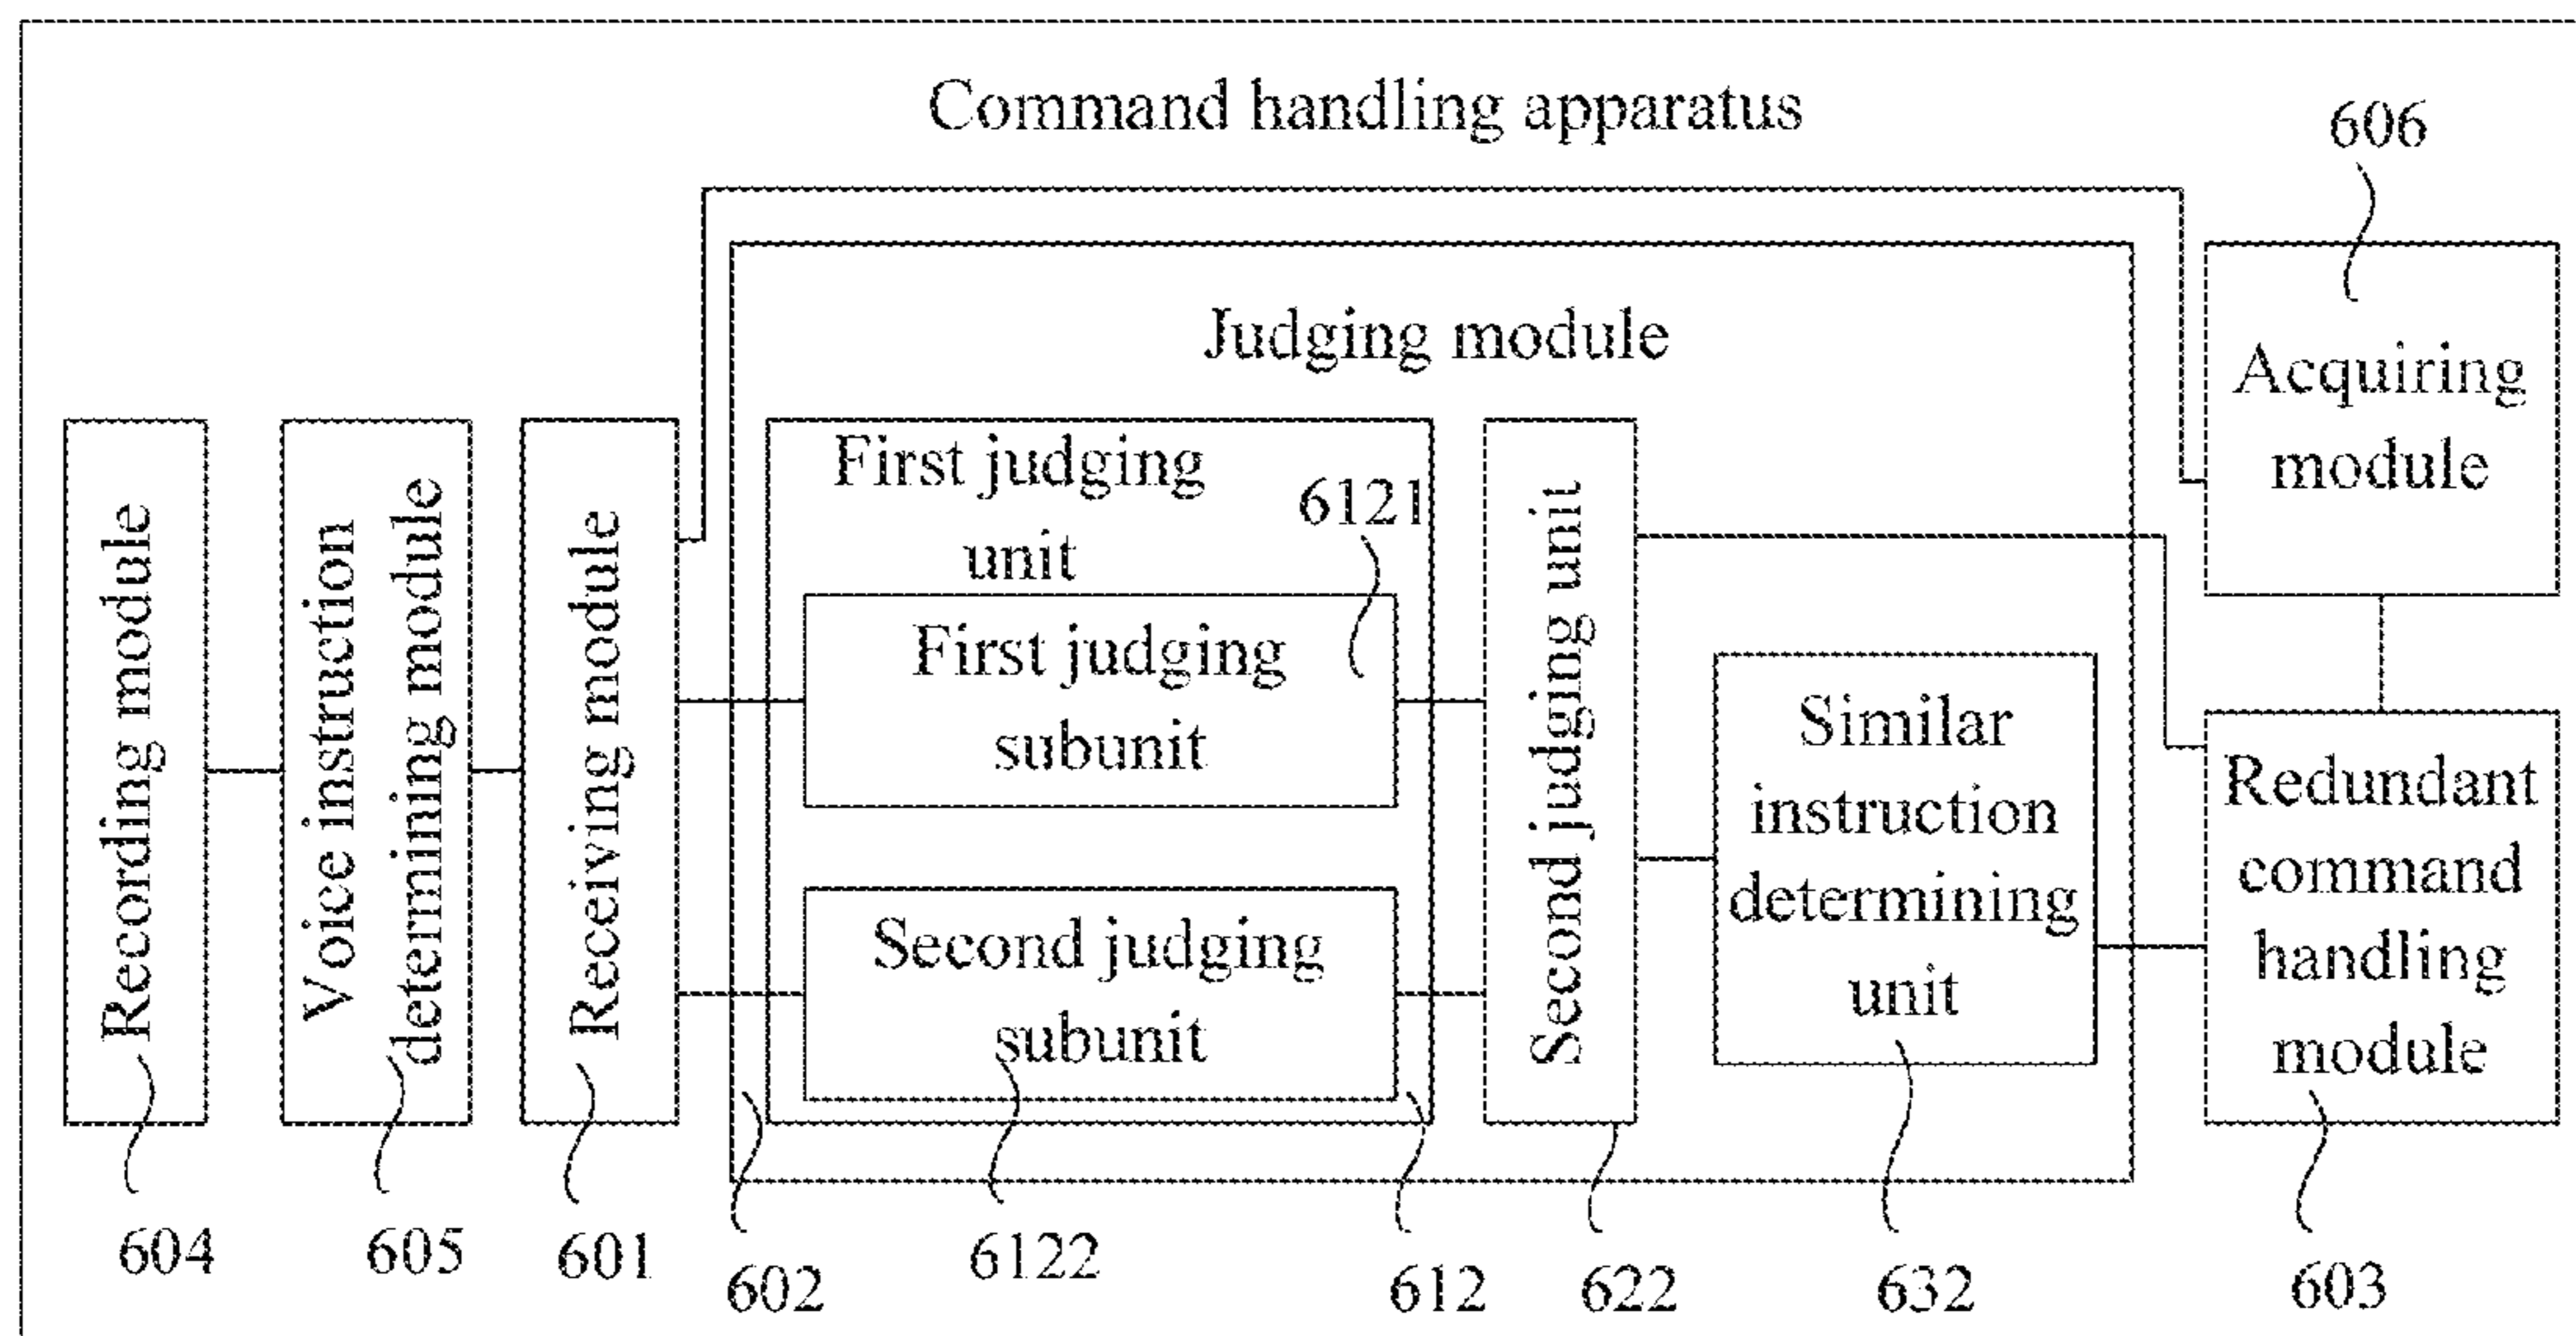 Command handling apparatus
606
Judging module
Acquiring
module
Recording module
Voice instruction
determining module
Receiving module
First judging
unit
6121
First judging
subunit
Second judging
subunit
Second judging unit
Similar
instruction
determining
unit
Redundant
command
handling
module
604
605
601
602
6122
612
622
632
603